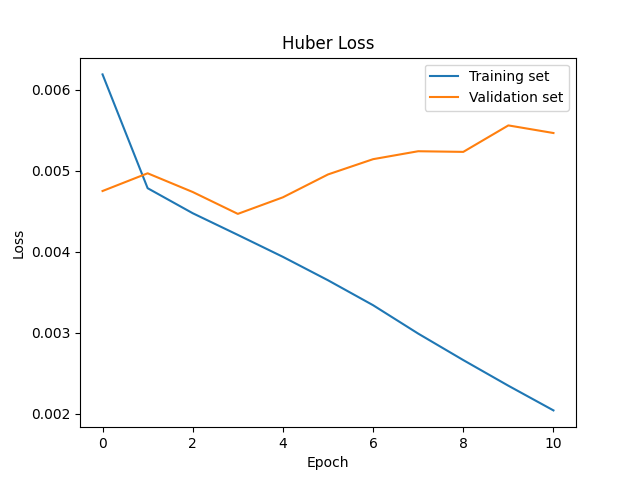 Huber Loss
Training set
Validation set
0.006
0.005
0.004
0.003
0.002
Loss
0 2 4 6 8 10
Epoch